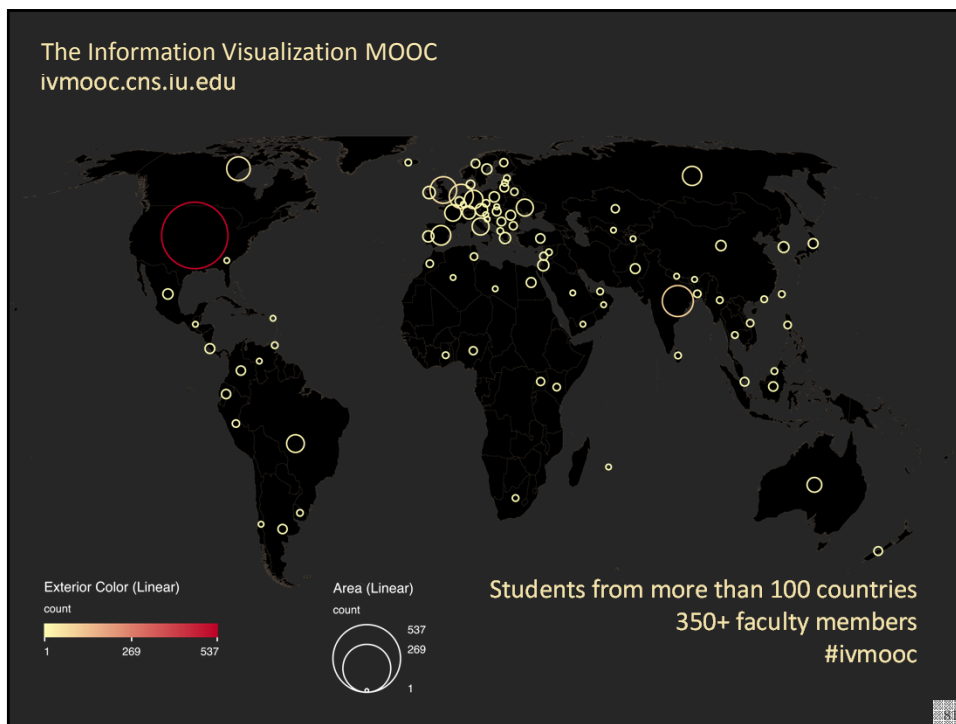 The Information Visualization MOOC
ivmooc.cns.iu.edu
Exterior Color (Linear)
count
1 269 537
Area (Linear)
count
537
269
1
Students from more than 100 countries
350+ faculty members
#ivmooc
81